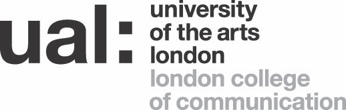 ual:
university
of the arts
london
london college
of communication